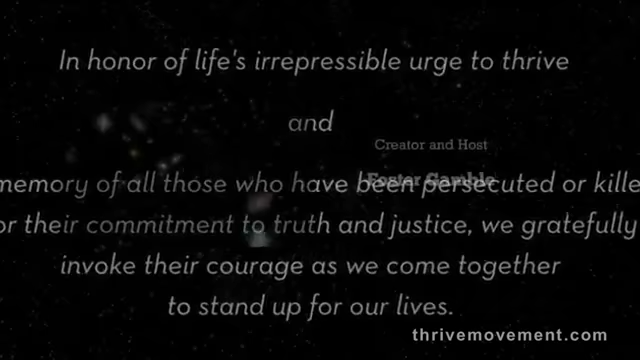 In honor of life's irrepressible urge to thrive
and
Creator and Host
Foster Gamble
memory of all those who have been persecuted or kille
or their commitment to truth and justice, we gratefully
invoke their courage as we come together
to stand up for our lives.
thrivemovement.com